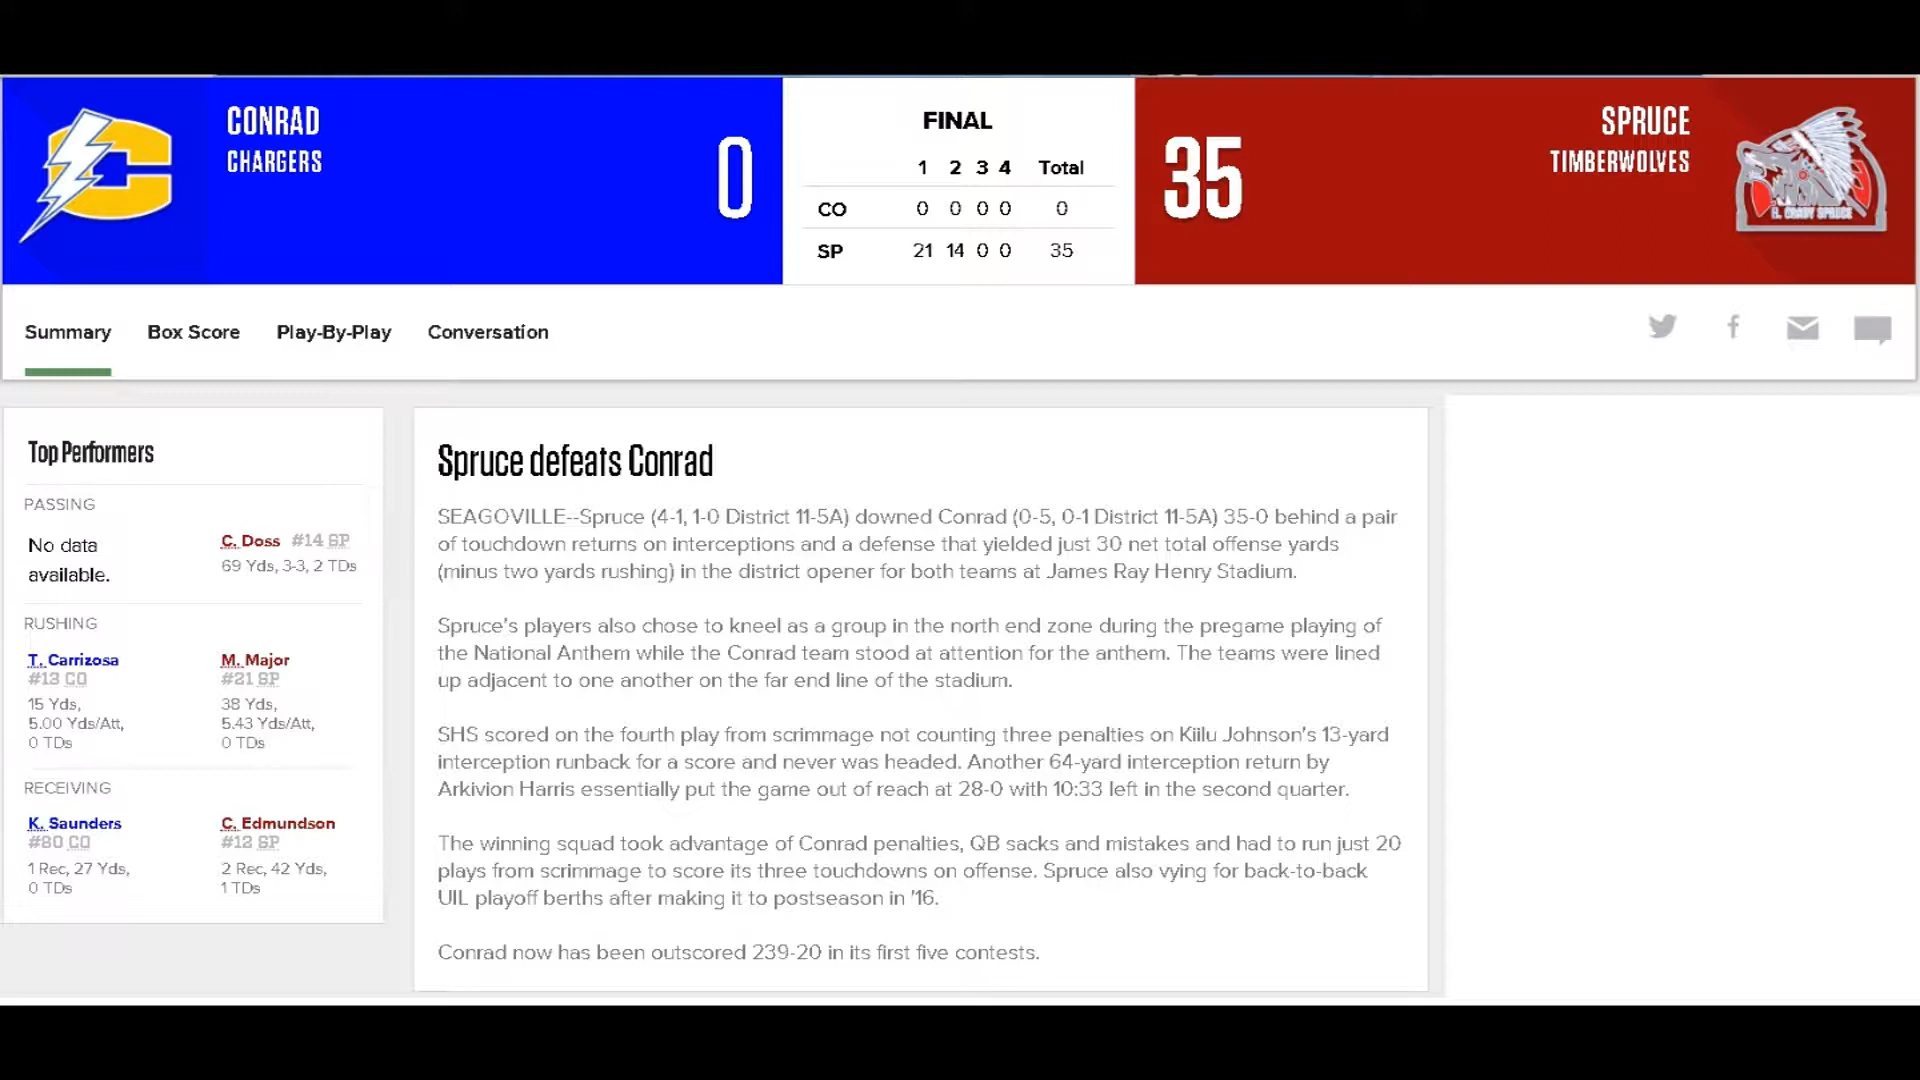 CONRAD
CHARGERS
0
FINAL
1 2 3 4 Total
CO 0 0 0 0 0
SP 21 14 0 0 35
35
SPRUCE
TIMBERWOLVES
H. GRADY SPRUCE
Summary Box Score Play-By-Play Conversation
Top Performers
PASSING
No data
available.
C. Doss #14 SP
69 Yds, 3-3, 2 TDs
RUSHING
T. Carrizosa
#13 CO
15 Yds,
5.00 Yds/Att,
0 TDs
M. Major
#21 SP
38 Yds,
5.43 Yds/Att,
0 TDs
RECEIVING
K. Saunders
#80 CO
1 Rec, 27 Yds,
0 TDs
C. Edmundson
#12 SP
2 Rec, 42 Yds,
1 TDs
Spruce defeats Conrad
SEAGOVILLE--Spruce (4-1, 1-0 District 11-5A) downed Conrad (0-5, 0-1 District 11-5A) 35-0 behind a pair
of touchdown returns on interceptions and a defense that yielded just 30 net total offense yards
(minus two yards rushing) in the district opener for both teams at James Ray Henry Stadium.
Spruce's players also chose to kneel as a group in the north end zone during the pregame playing of
the National Anthem while the Conrad team stood at attention for the anthem. The teams were lined
up adjacent to one another on the far end line of the stadium.
SHS scored on the fourth play from scrimmage not counting three penalties on Kiilu Johnson's 13-yard
interception runback for a score and never was headed. Another 64-yard interception return by
Arkivion Harris essentially put the game out of reach at 28-0 with 10:33 left in the second quarter.
The winning squad took advantage of Conrad penalties, QB sacks and mistakes and had to run just 20
plays from scrimmage to score its three touchdowns on offense. Spruce also vying for back-to-back
UIL playoff berths after making it to postseason in '16.
Conrad now has been outscored 239-20 in its first five contests.